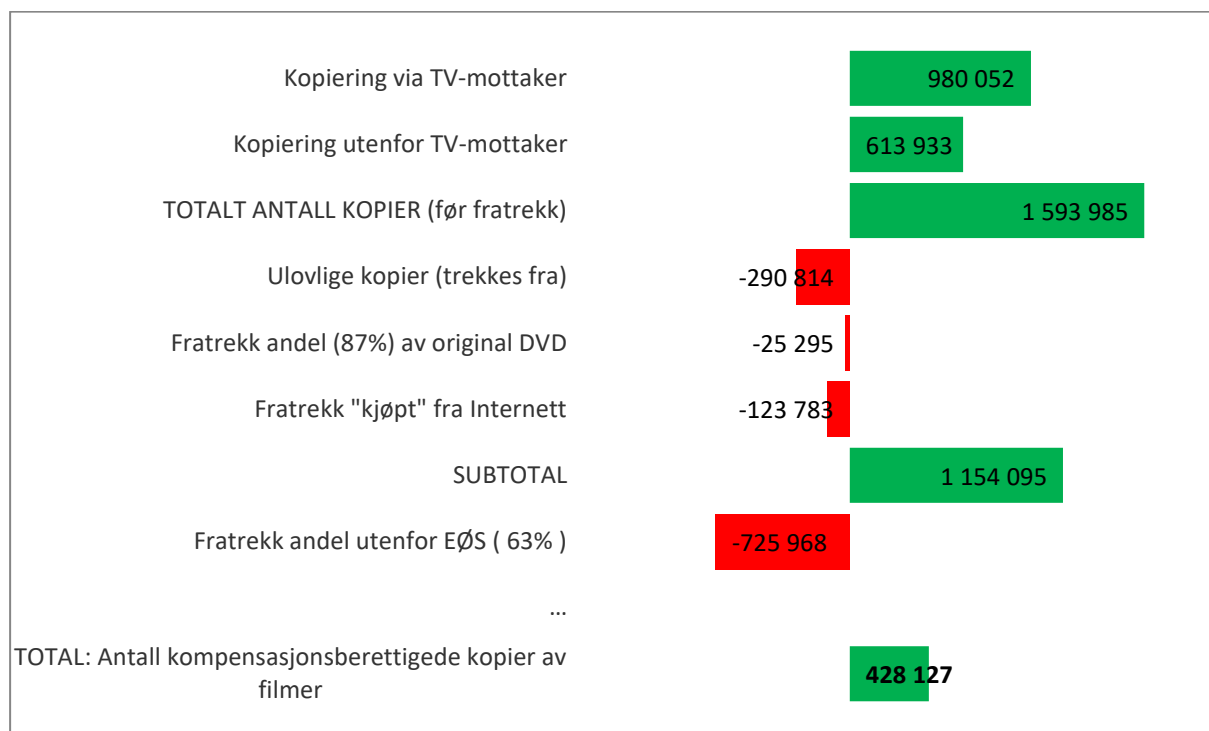 Kopiering via TV-mottaker 980 052
Kopiering utenfor TV-mottaker 613 933
TOTALT ANTALL KOPIER (før fratrekk) 1 593 985
Ulovlige kopier (trekkes fra) -290 814
Fratrekk andel (87%) av original DVD -25 295
Fratrekk "kjøpt" fra Internett -123 783
SUBTOTAL 1 154 095
Fratrekk andel utenfor EØS ( 63% ) -725 968
...
TOTAL: Antall kompensasjonsberettigede kopier av
filmer
428 127